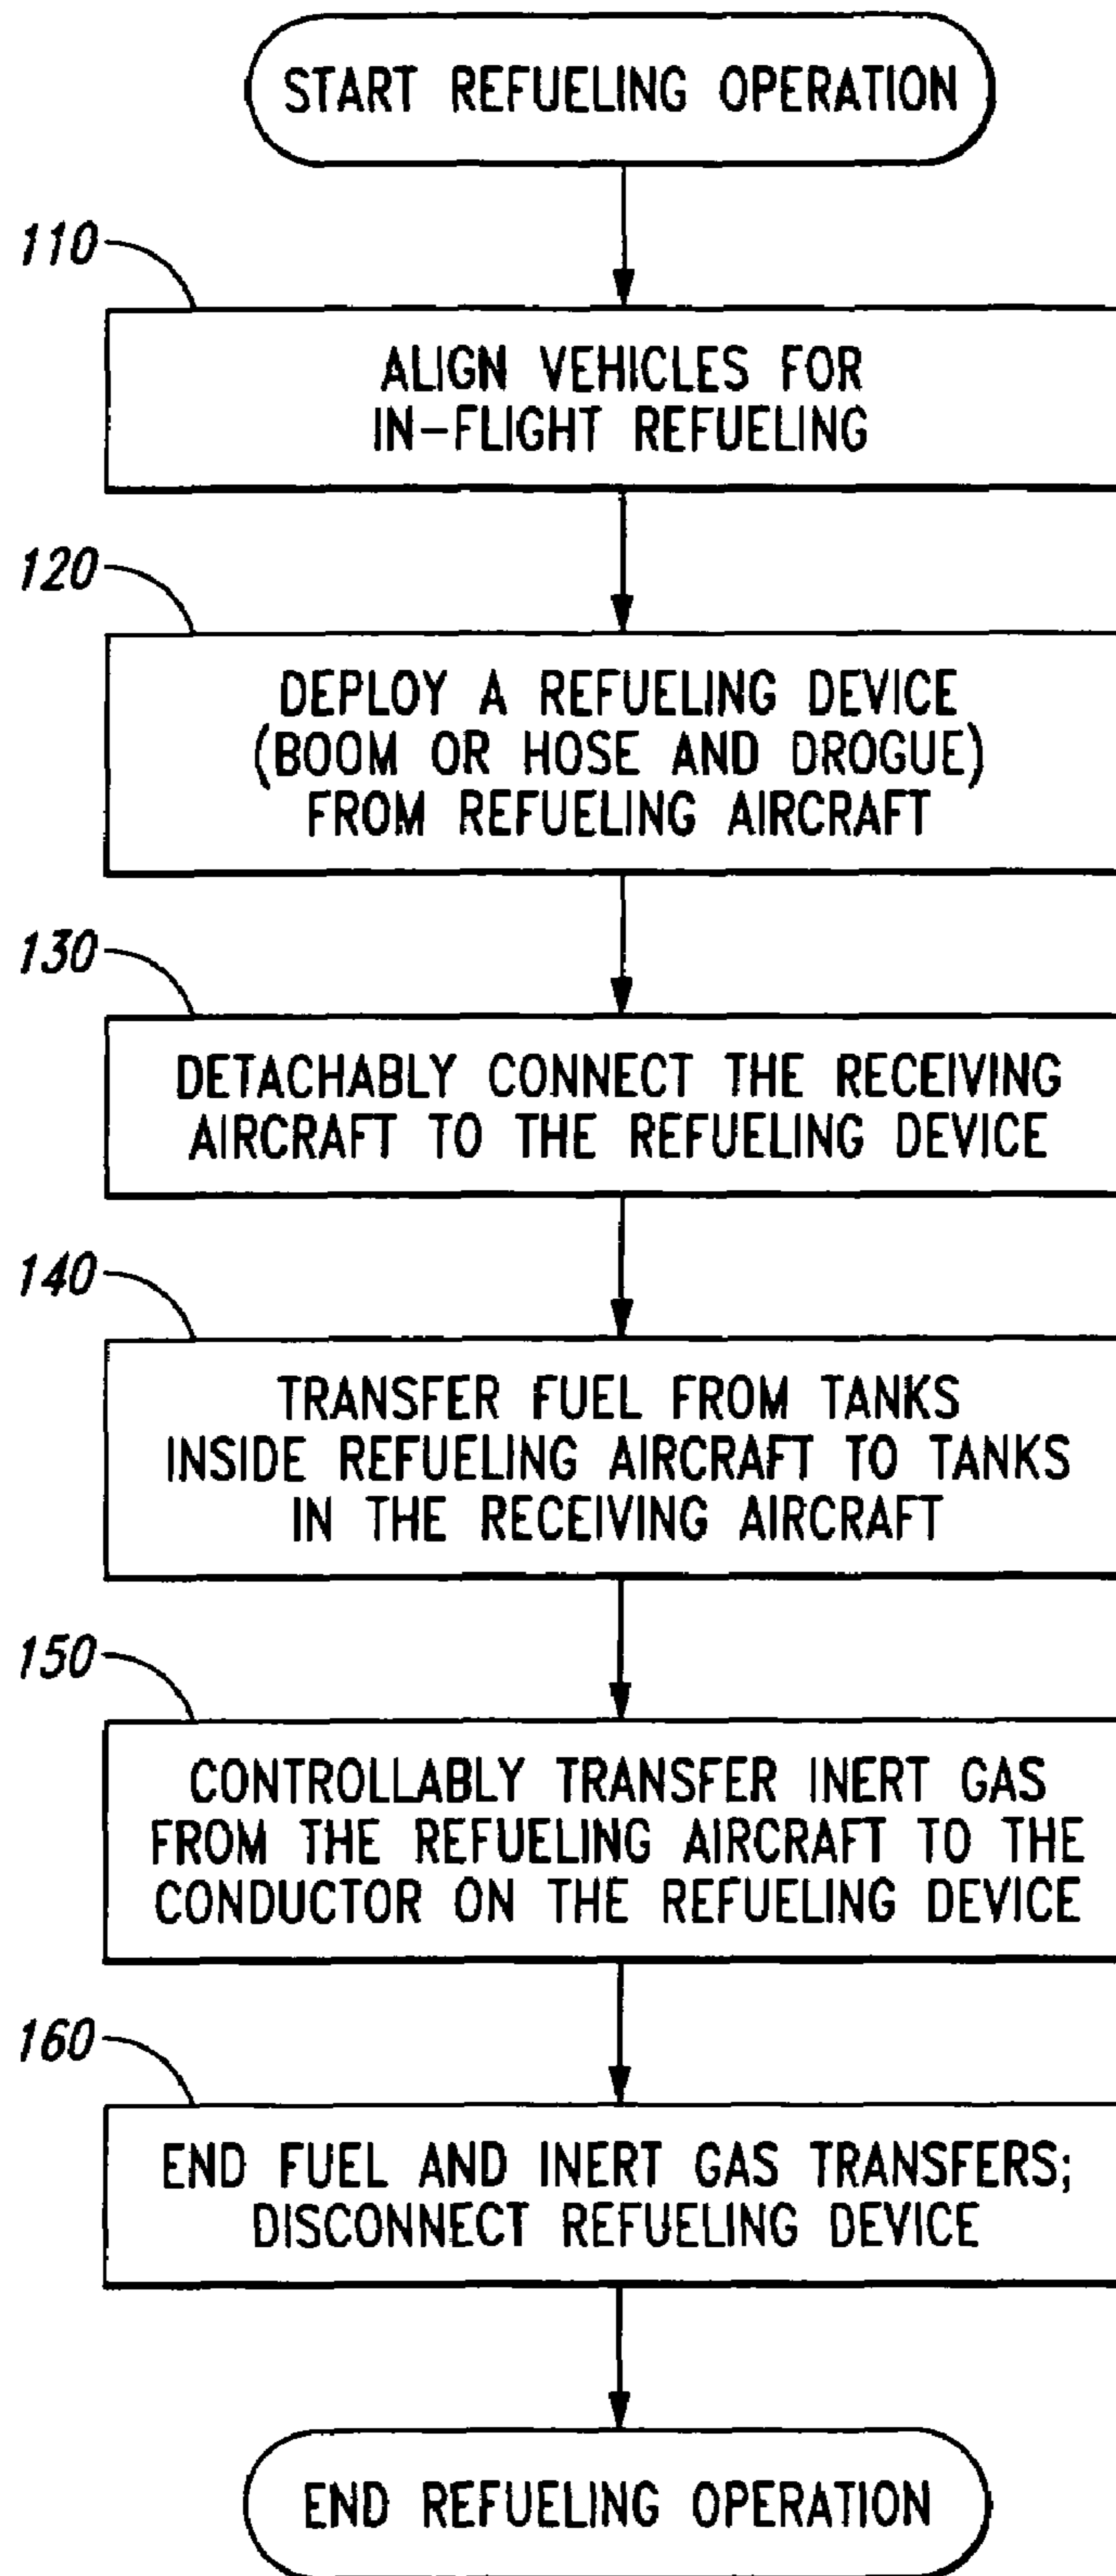 START REFUELING OPERATION
110
ALIGN VEHICLES FOR
IN-FLIGHT REFUELING
120
DEPLOY A REFUELING DEVICE
(BOOM OR HOSE AND DROGUE)
FROM REFUELING AIRCRAFT
130
DETACHABLY CONNECT THE RECEIVING
AIRCRAFT TO THE REFUELING DEVICE
140
TRANSFER FUEL FROM TANKS
INSIDE REFUELING AIRCRAFT TO TANKS
IN THE RECEIVING AIRCRAFT
150
CONTROLLABLY TRANSFER INERT GAS
FROM THE REFUELING AIRCRAFT TO THE
CONDUCTOR ON THE REFUELING DEVICE
160
END FUEL AND INERT GAS TRANSFERS;
DISCONNECT REFUELING DEVICE
END REFUELING OPERATION